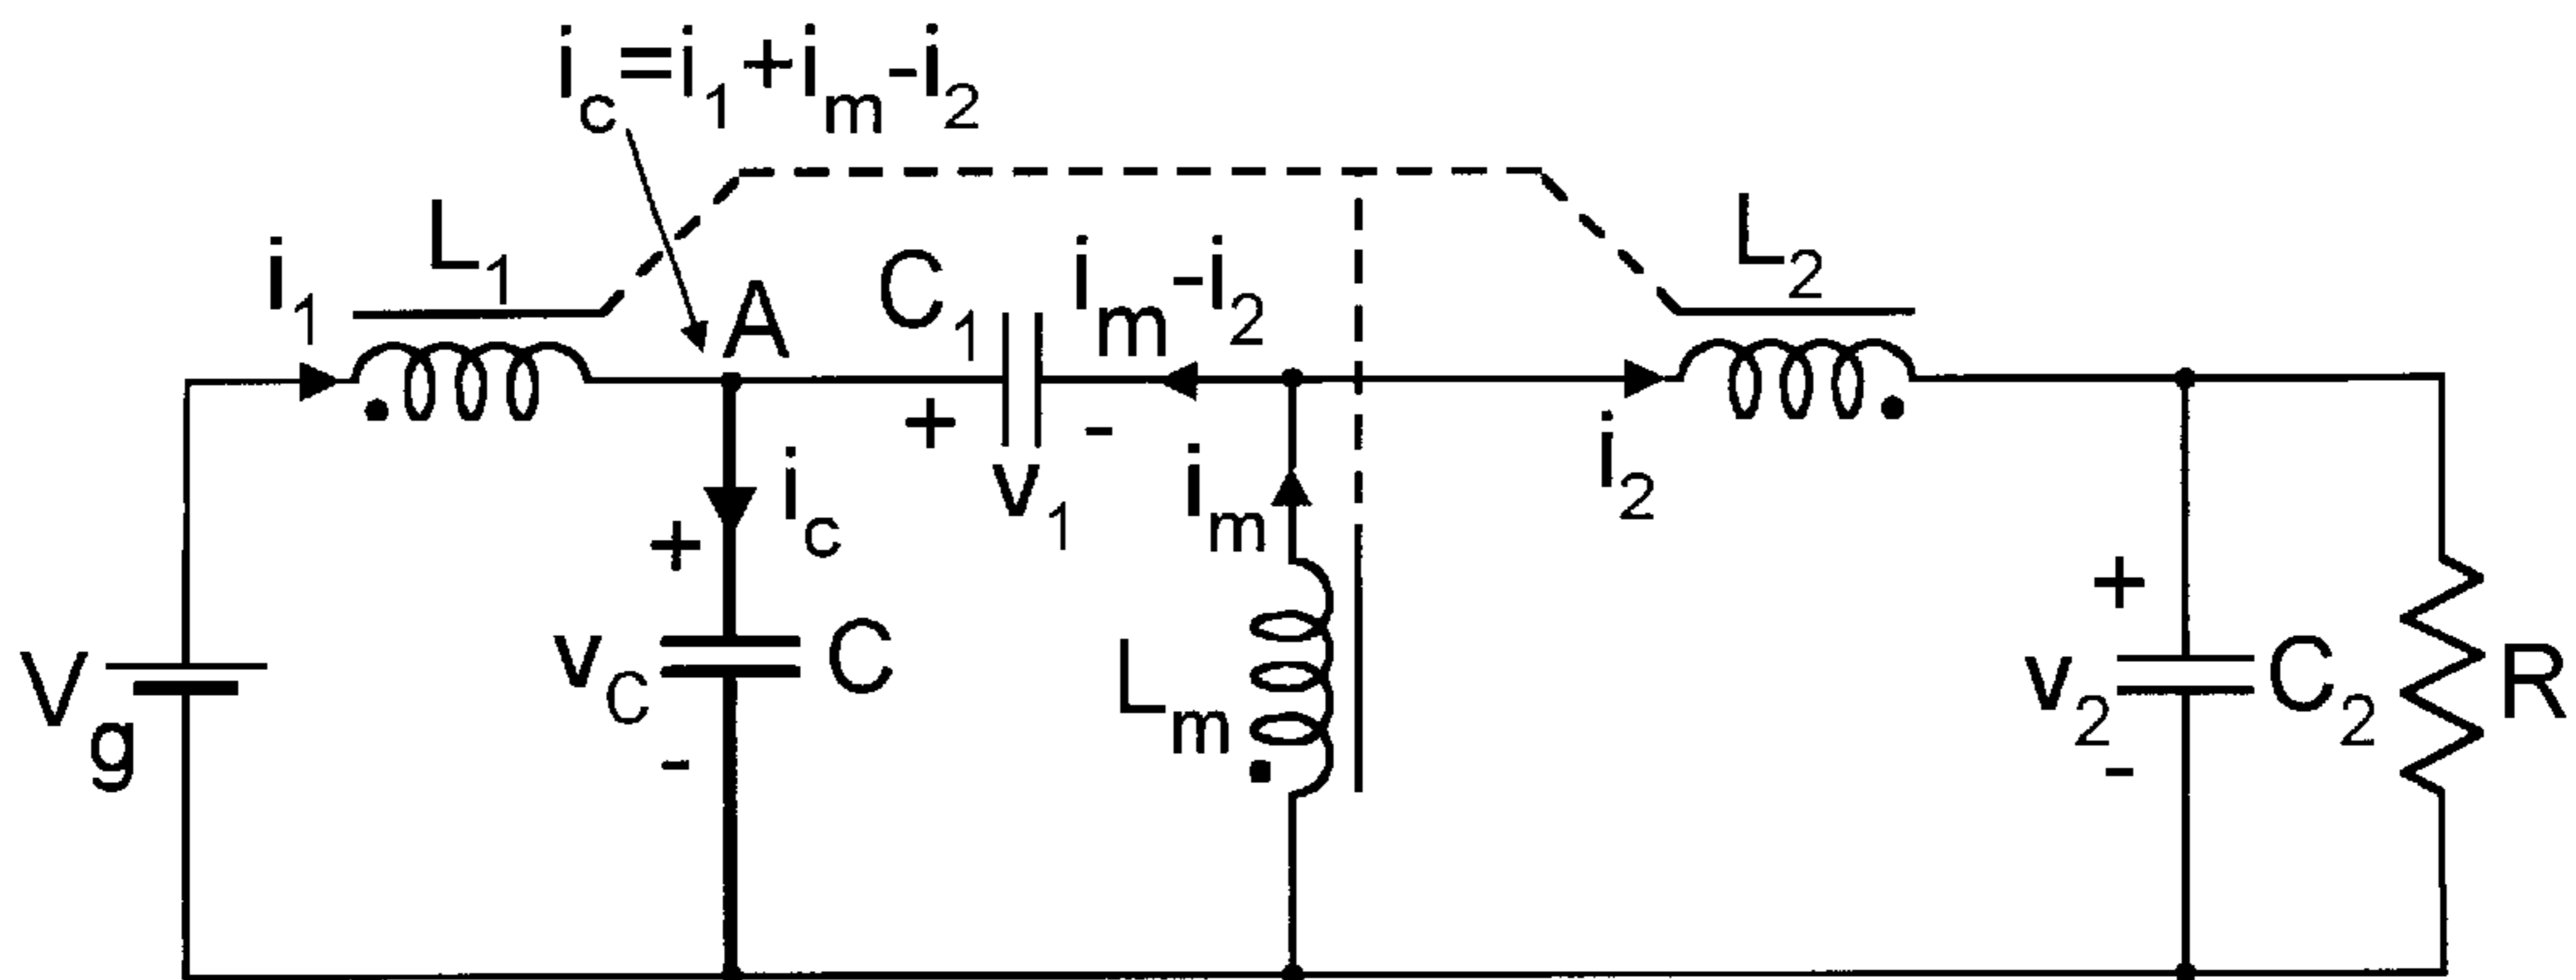 i_c=i_1+i_m-i_2
i_1
L_1
A
C_1
i_m-i_2
L_2
+
-
v_1
i_c
i_m
i_2
+
v_C
C
-
L_m
V_g
+
v_2
C_2
-
R